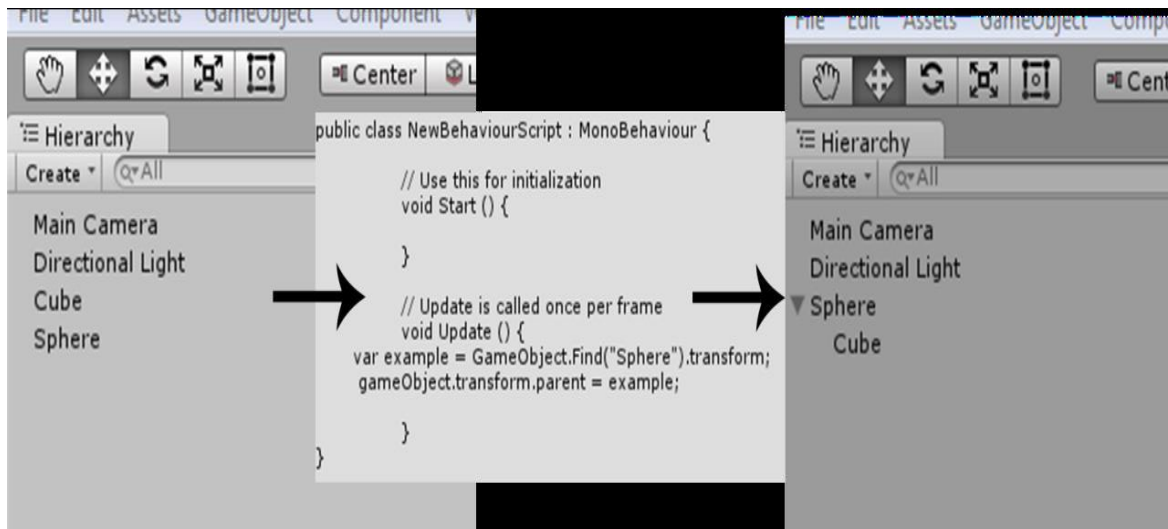 File Edit Assets GameObject Component
Center
Hierarchy
Create All
Main Camera
Directional Light
Cube
Sphere
public class NewBehaviourScript : MonoBehaviour {
// Use this for initialization
void Start () {
}
// Update is called once per frame
void Update () {
var example = GameObject.Find("Sphere").transform;
gameObject.transform.parent = example;
}
}
File Edit Assets GameObject
Hierarchy
Create All
Main Camera
Directional Light
Sphere
Cube